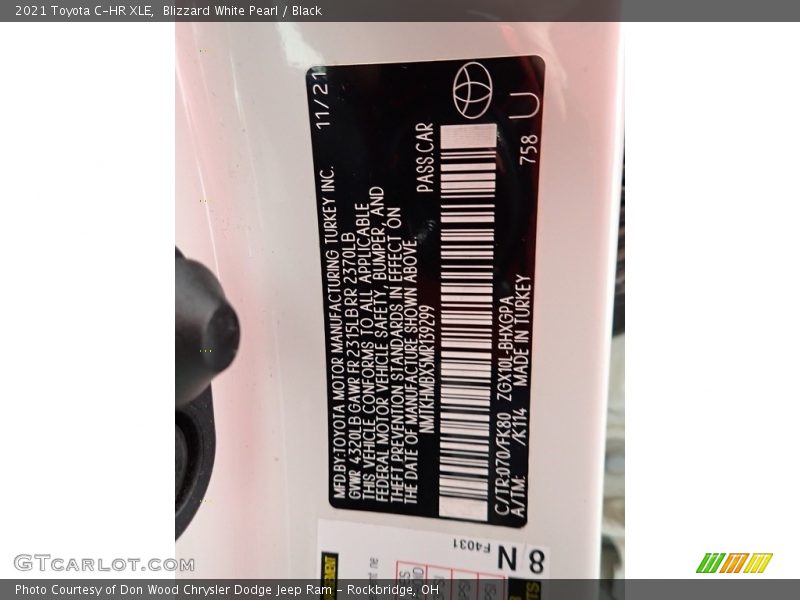 2021 Toyota C-HR XLE, Blizzard White Pearl / Black
11/21
MFD.BY:TOYOTA MOTOR MANUFACTURING TURKEY INC.
GVWR 4320LB GAWR FR 2315LB RR 2370LB
THIS VEHICLE CONFORMS TO ALL APPLICABLE
FEDERAL MOTOR VEHICLE SAFETY, BUMPER, AND
THEFT PREVENTION STANDARDS IN EFFECT ON
THE DATE OF MANUFACTURE SHOWN ABOVE.
NMTKHMBX5MR139299 PASS.CAR
C/TR:070/FK80 ZGX10L-BHXGPA
A/TM: /K114 MADE IN TURKEY
758 U
8 N F4031
GTcarlot.com
Photo Courtesy of Don Wood Chrysler Dodge Jeep Ram - Rockbridge, OH